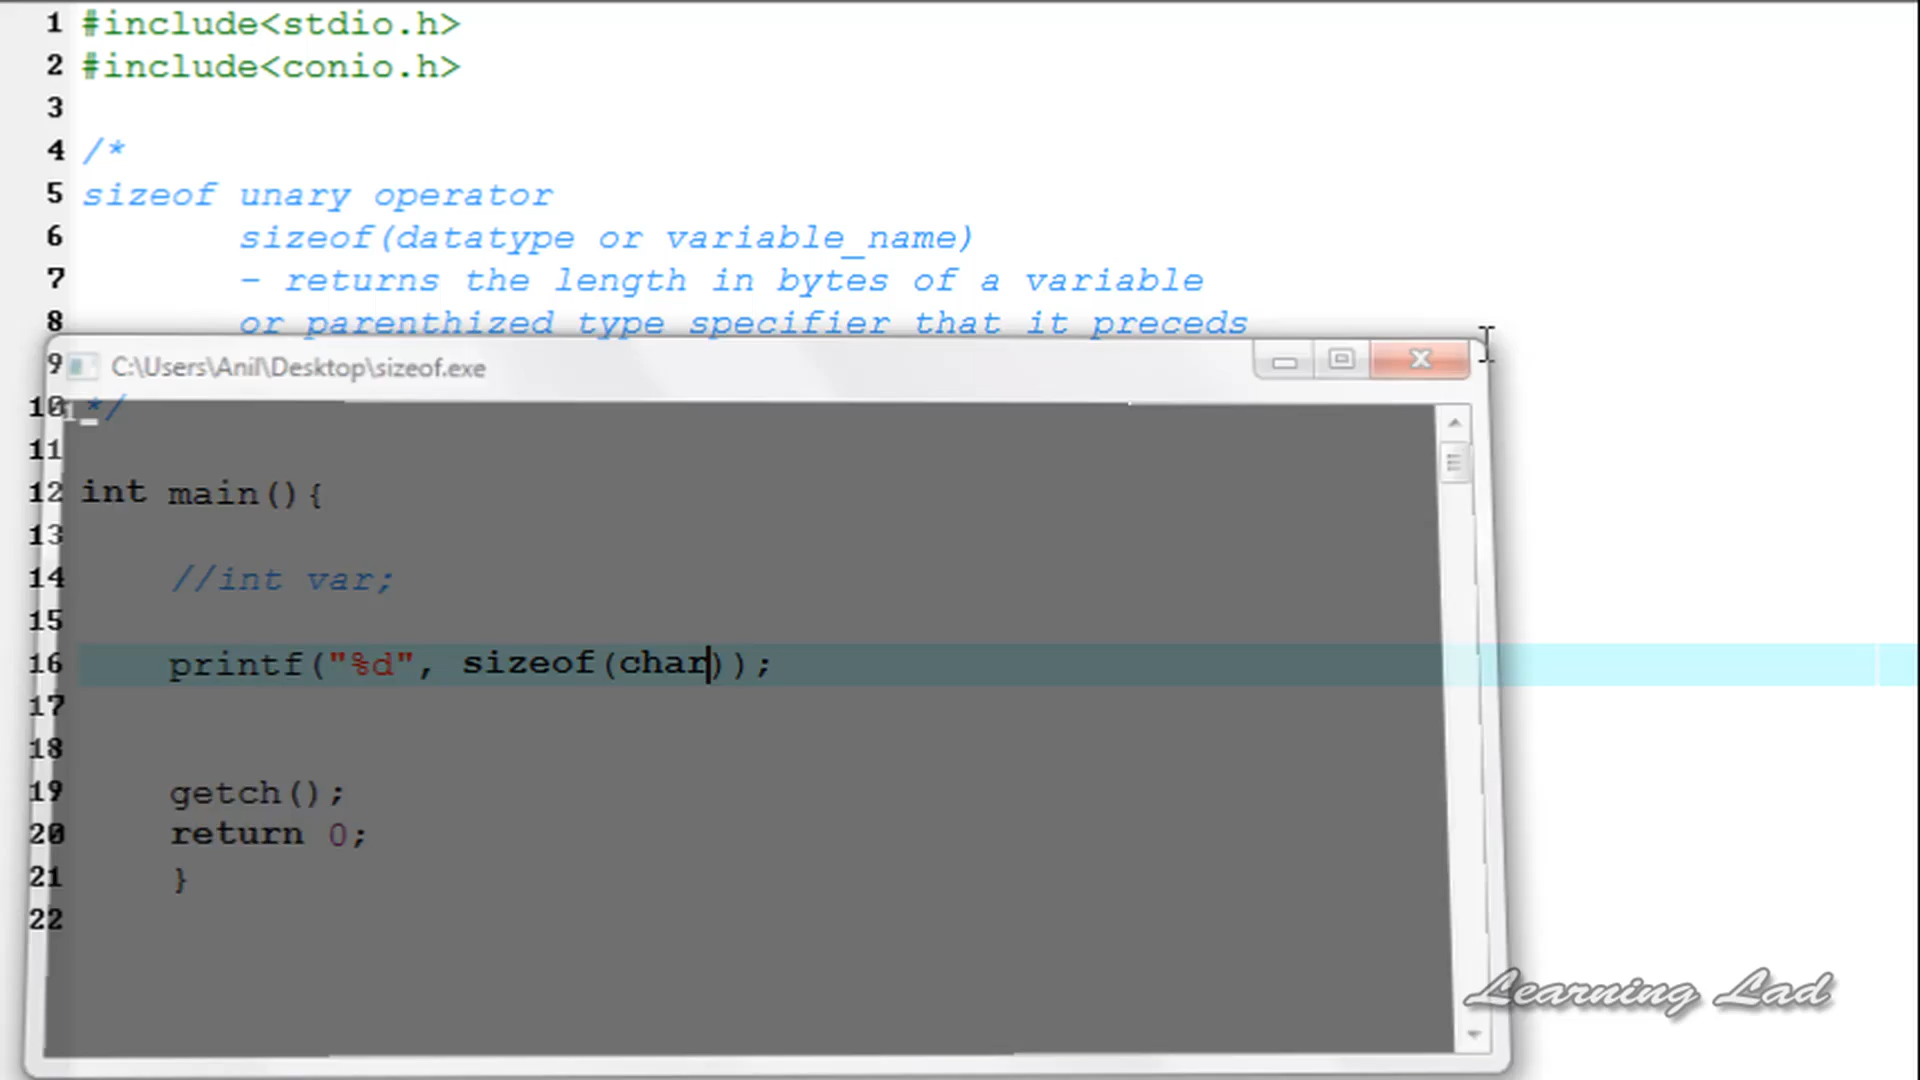 1 #include<stdio.h>
2 #include<conio.h>
3
4 /*
5 sizeof unary operator
6 sizeof(datatype or variable_name)
7 - returns the length in bytes of a variable
8 or parenthized type specifier that it preceds
9 C:\Users\Anil\Desktop\sizeof.exe
10 */
1_
11
12 int main(){
13
14 //int var;
15
16 printf("%d", sizeof(char));
17
18
19 getch();
20 return 0;
21 }
22
Learning Lad